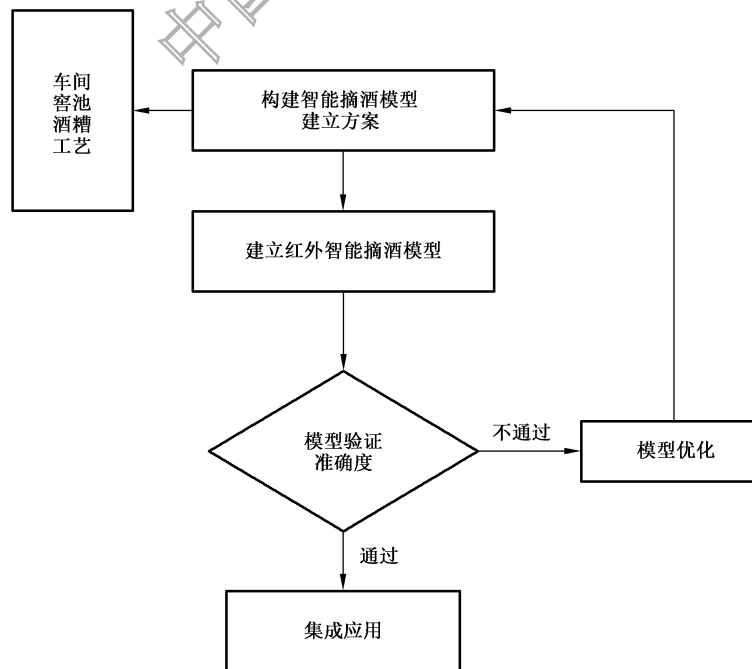 车间
窖池
酒糟
工艺
构建智能摘酒模型
建立方案
建立红外智能摘酒模型
模型验证
准确度
不通过
模型优化
通过
集成应用